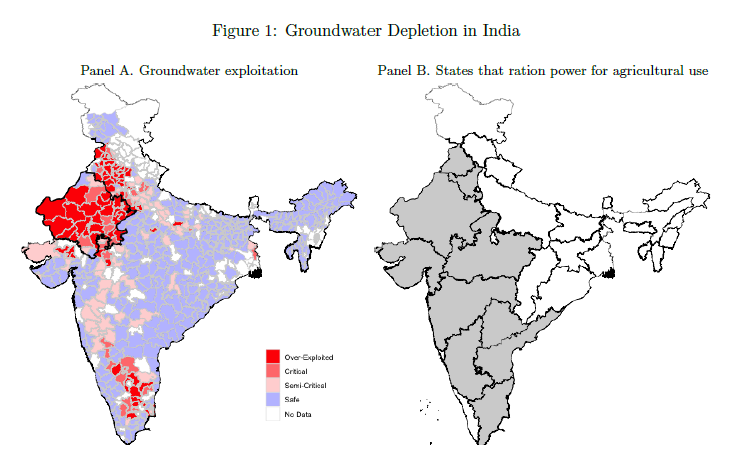 Figure 1: Groundwater Depletion in India
Panel A. Groundwater exploitation
Panel B. States that ration power for agricultural use
Over-Exploited
Critical
Semi-Critical
Safe
No Data